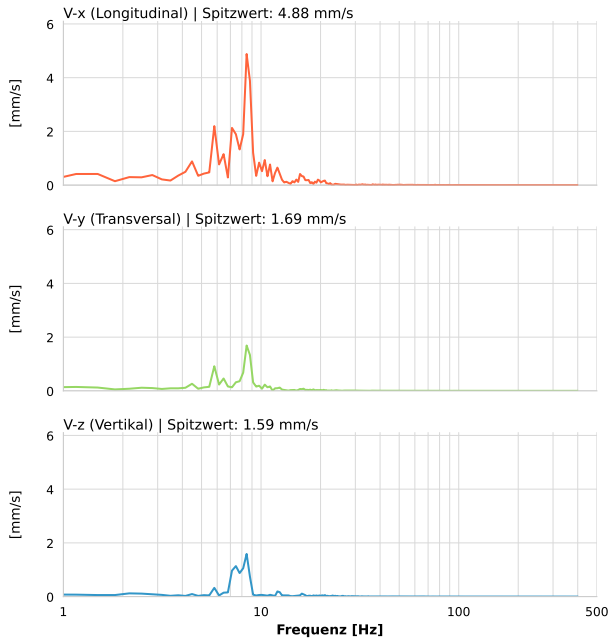 V-x (Longitudinal) | Spitzwert: 4.88 mm/s
6
4
2
0
[mm/s]
V-y (Transversal) | Spitzwert: 1.69 mm/s
6
4
2
0
[mm/s]
V-z (Vertikal) | Spitzwert: 1.59 mm/s
6
4
2
0
[mm/s]
1 10 100 500
Frequenz [Hz]